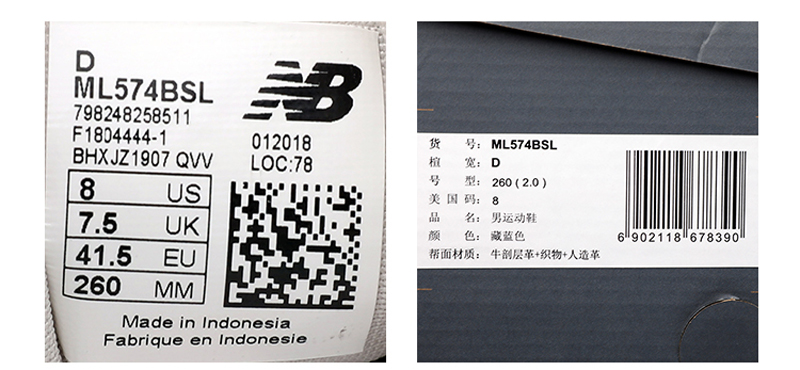 D
ML574BSL
798248258511
F1804444-1
BHXJZ1907 QVV
NB
012018
LOC:78
8 US
7.5 UK
41.5 EU
260 MM
Made in Indonesia
Fabrique en Indonesie
货 号： ML574BSL
楦 宽： D
号 型： 260（2.0）
美 国 码： 8
品 名： 男运动鞋
颜 色： 藏蓝色
帮面材质： 牛剖层革+织物+人造革
6 902118 678390